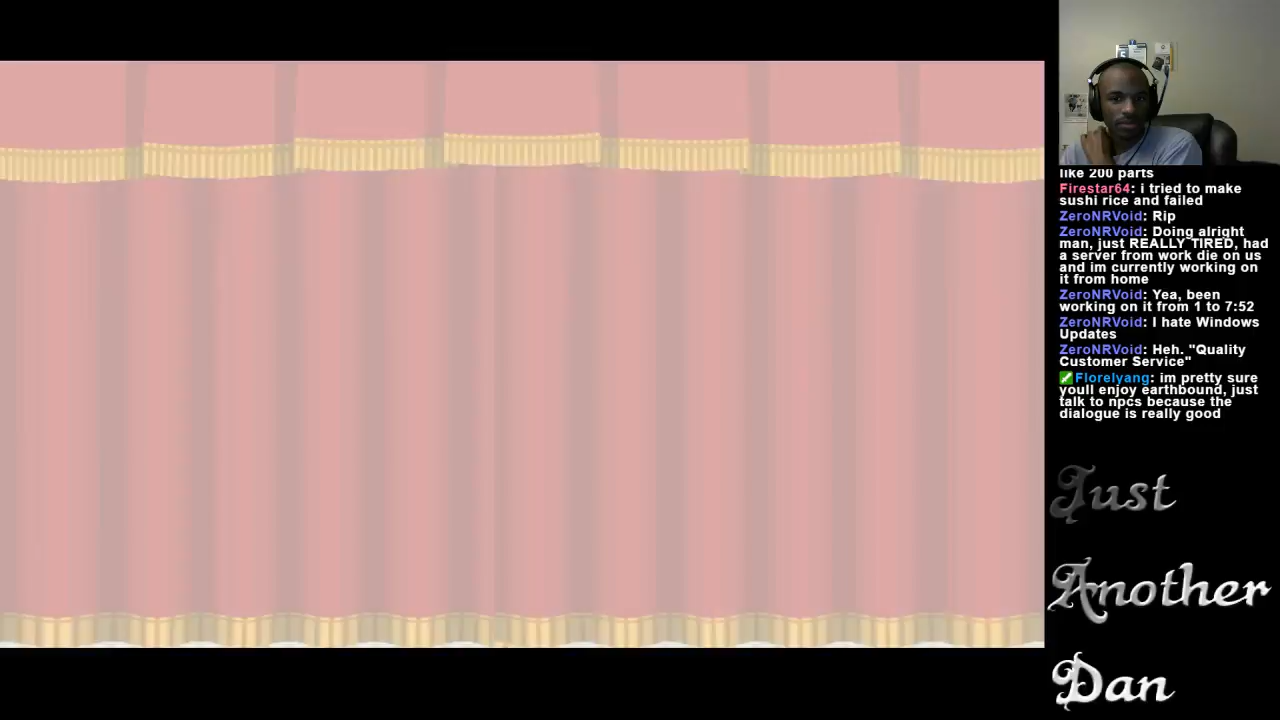 like 200 parts
Firestar64: i tried to make
sushi rice and failed
ZeroNRVoid: Rip
ZeroNRVoid: Doing alright
man, just REALLY TIRED, had
a server from work die on us
and im currently working on
it from home
ZeroNRVoid: Yea, been
working on it from 1 to 7:52
ZeroNRVoid: I hate Windows
Updates
ZeroNRVoid: Heh. "Quality
Customer Service"
Florelyang: im pretty sure
youll enjoy earthbound, just
talk to npcs because the
dialogue is really good
Just
Another
Dan